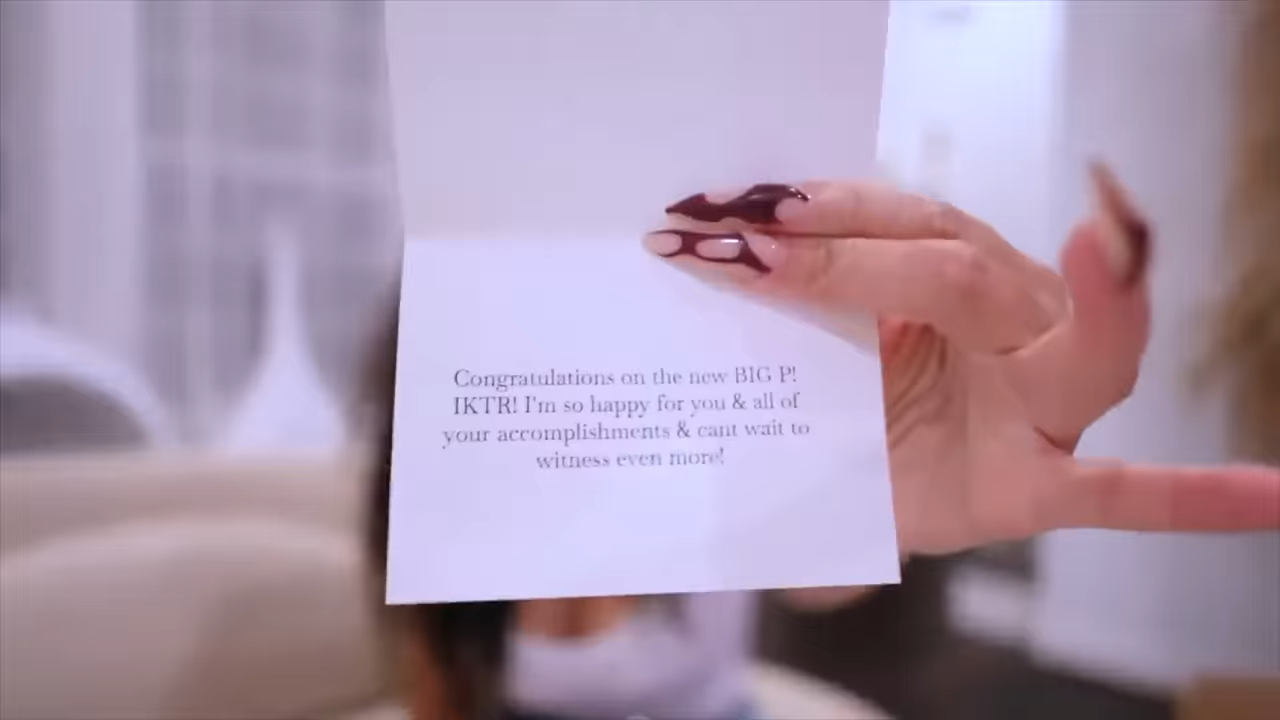 Congratulations on the new BIG P!
IKTR! I'm so happy for you & all of
your accomplishments & cant wait to
witness even more!